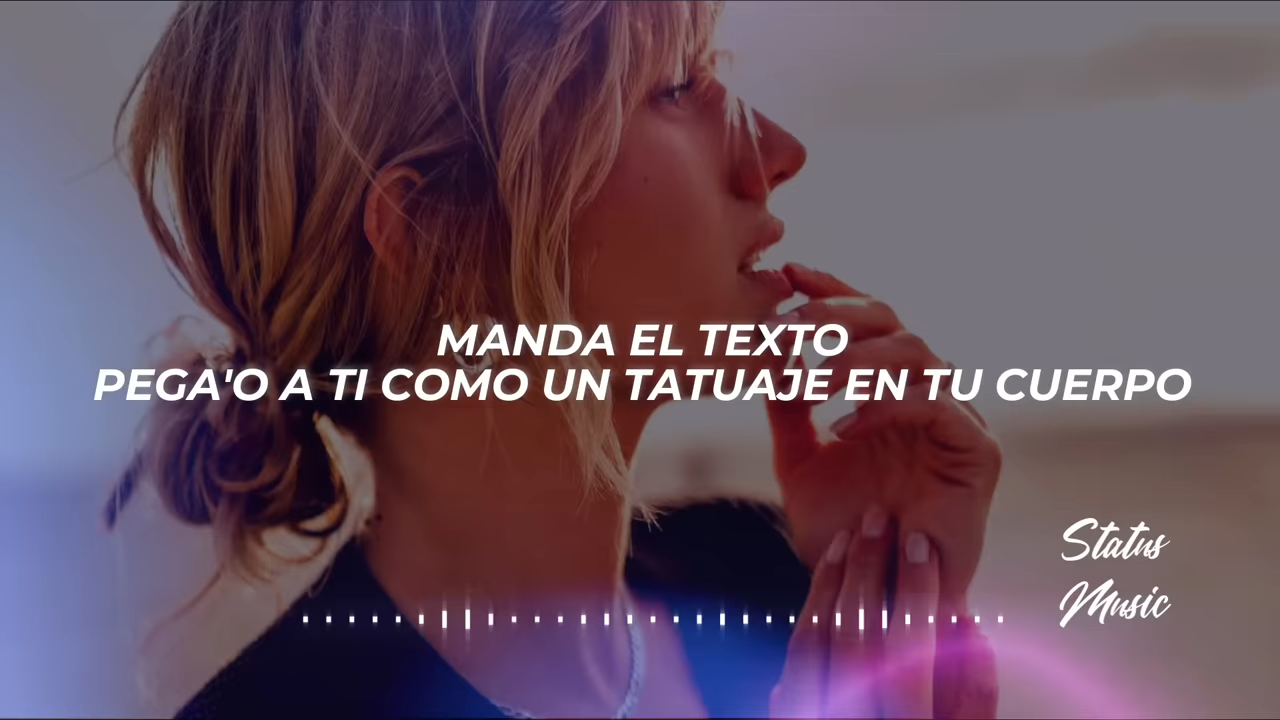 MANDA EL TEXTO
PEGA'O A TI COMO UN TATUAJE EN TU CUERPO
Status
Music